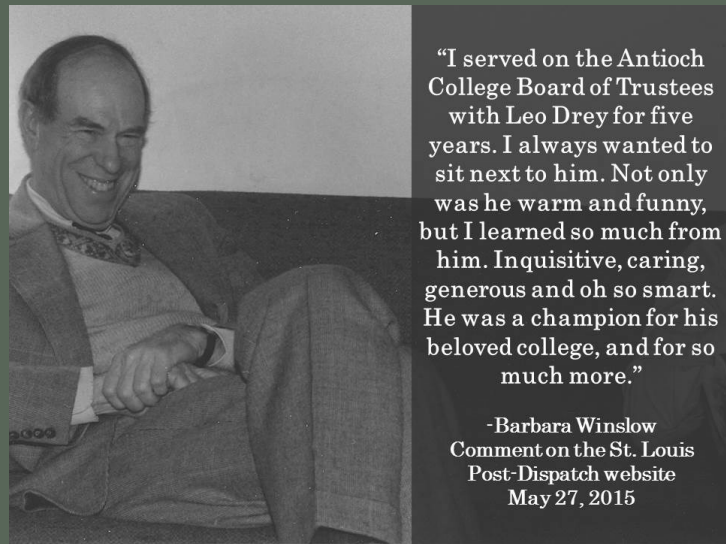 “I served on the Antioch
College Board of Trustees
with Leo Drey for five
years. I always wanted to
sit next to him. Not only
was he warm and funny,
but I learned so much from
him. Inquisitive, caring,
generous and oh so smart.
He was a champion for his
beloved college, and for so
much more.”
-Barbara Winslow
Comment on the St. Louis
Post-Dispatch website
May 27, 2015